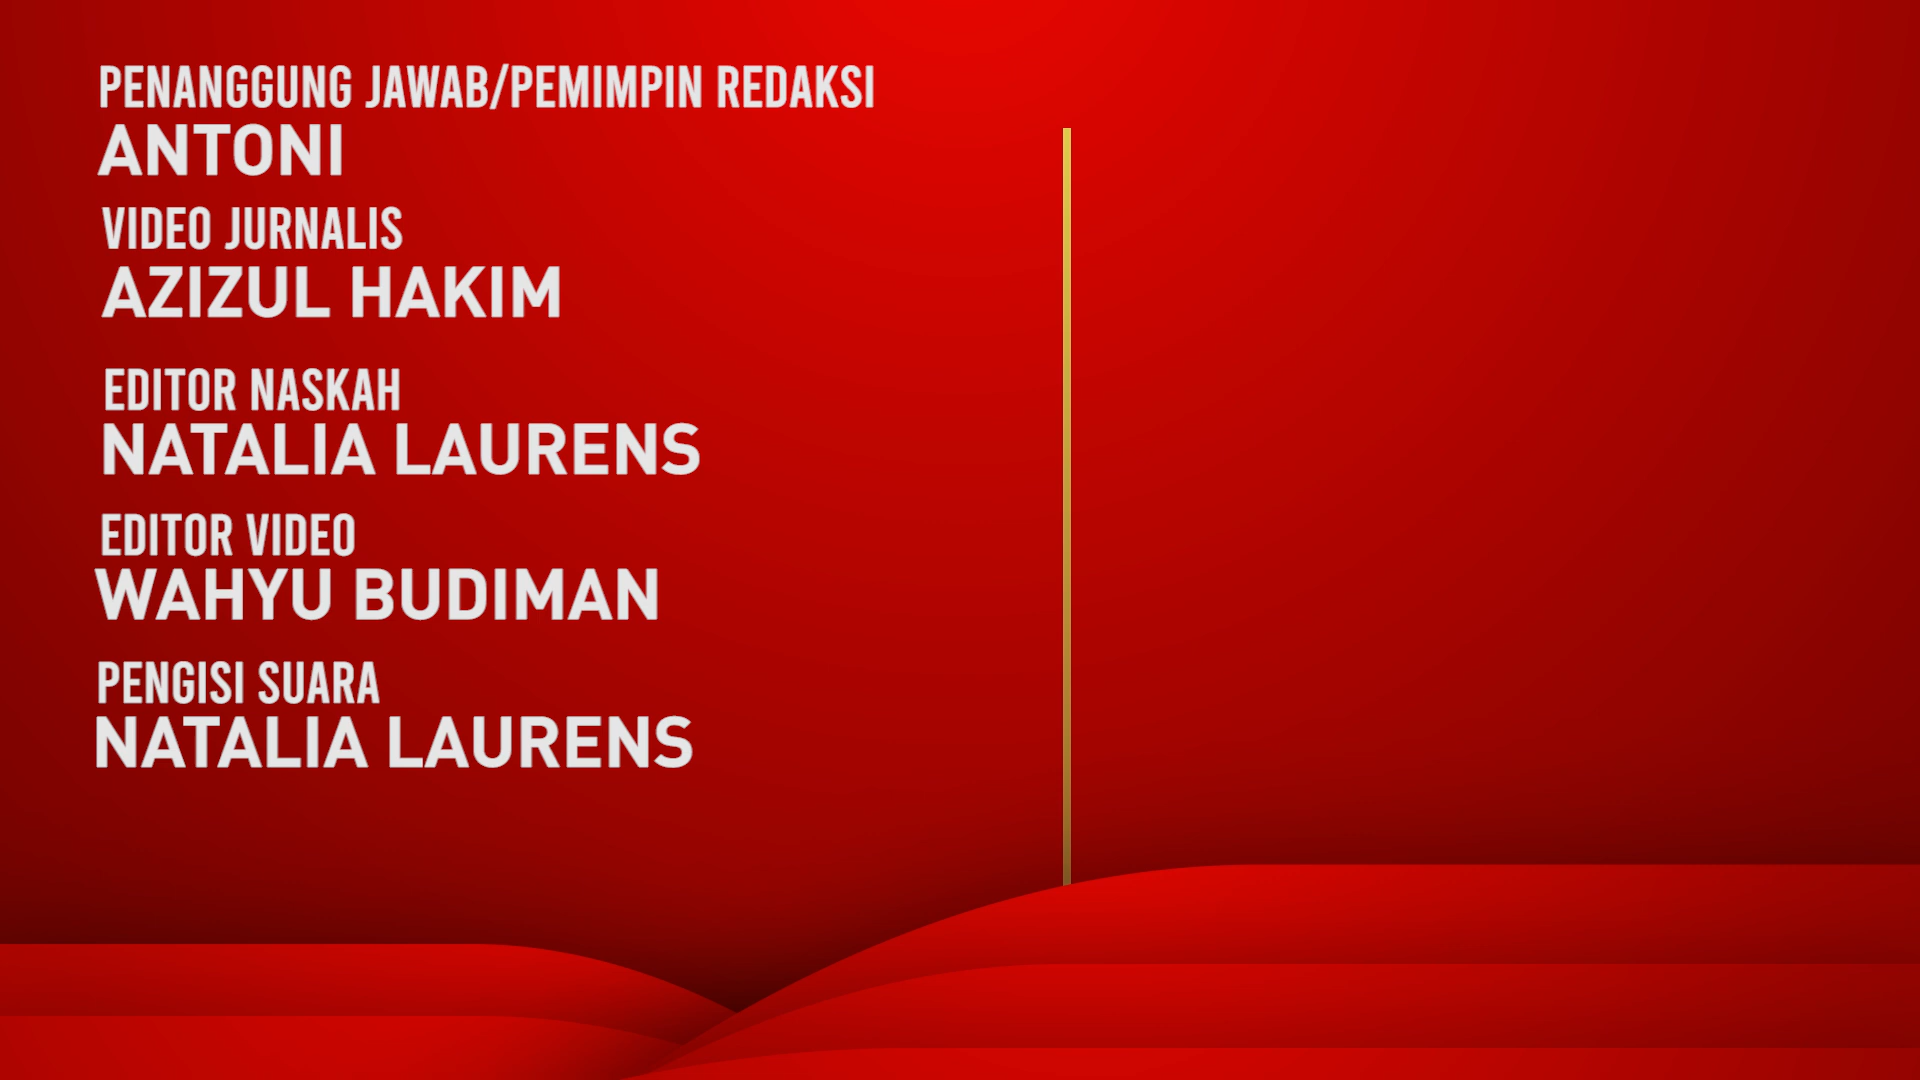 PENANGGUNG JAWAB/PEMIMPIN REDAKSI
ANTONI
VIDEO JURNALIS
AZIZUL HAKIM
EDITOR NASKAH
NATALIA LAURENS
EDITOR VIDEO
WAHYU BUDIMAN
PENGISI SUARA
NATALIA LAURENS